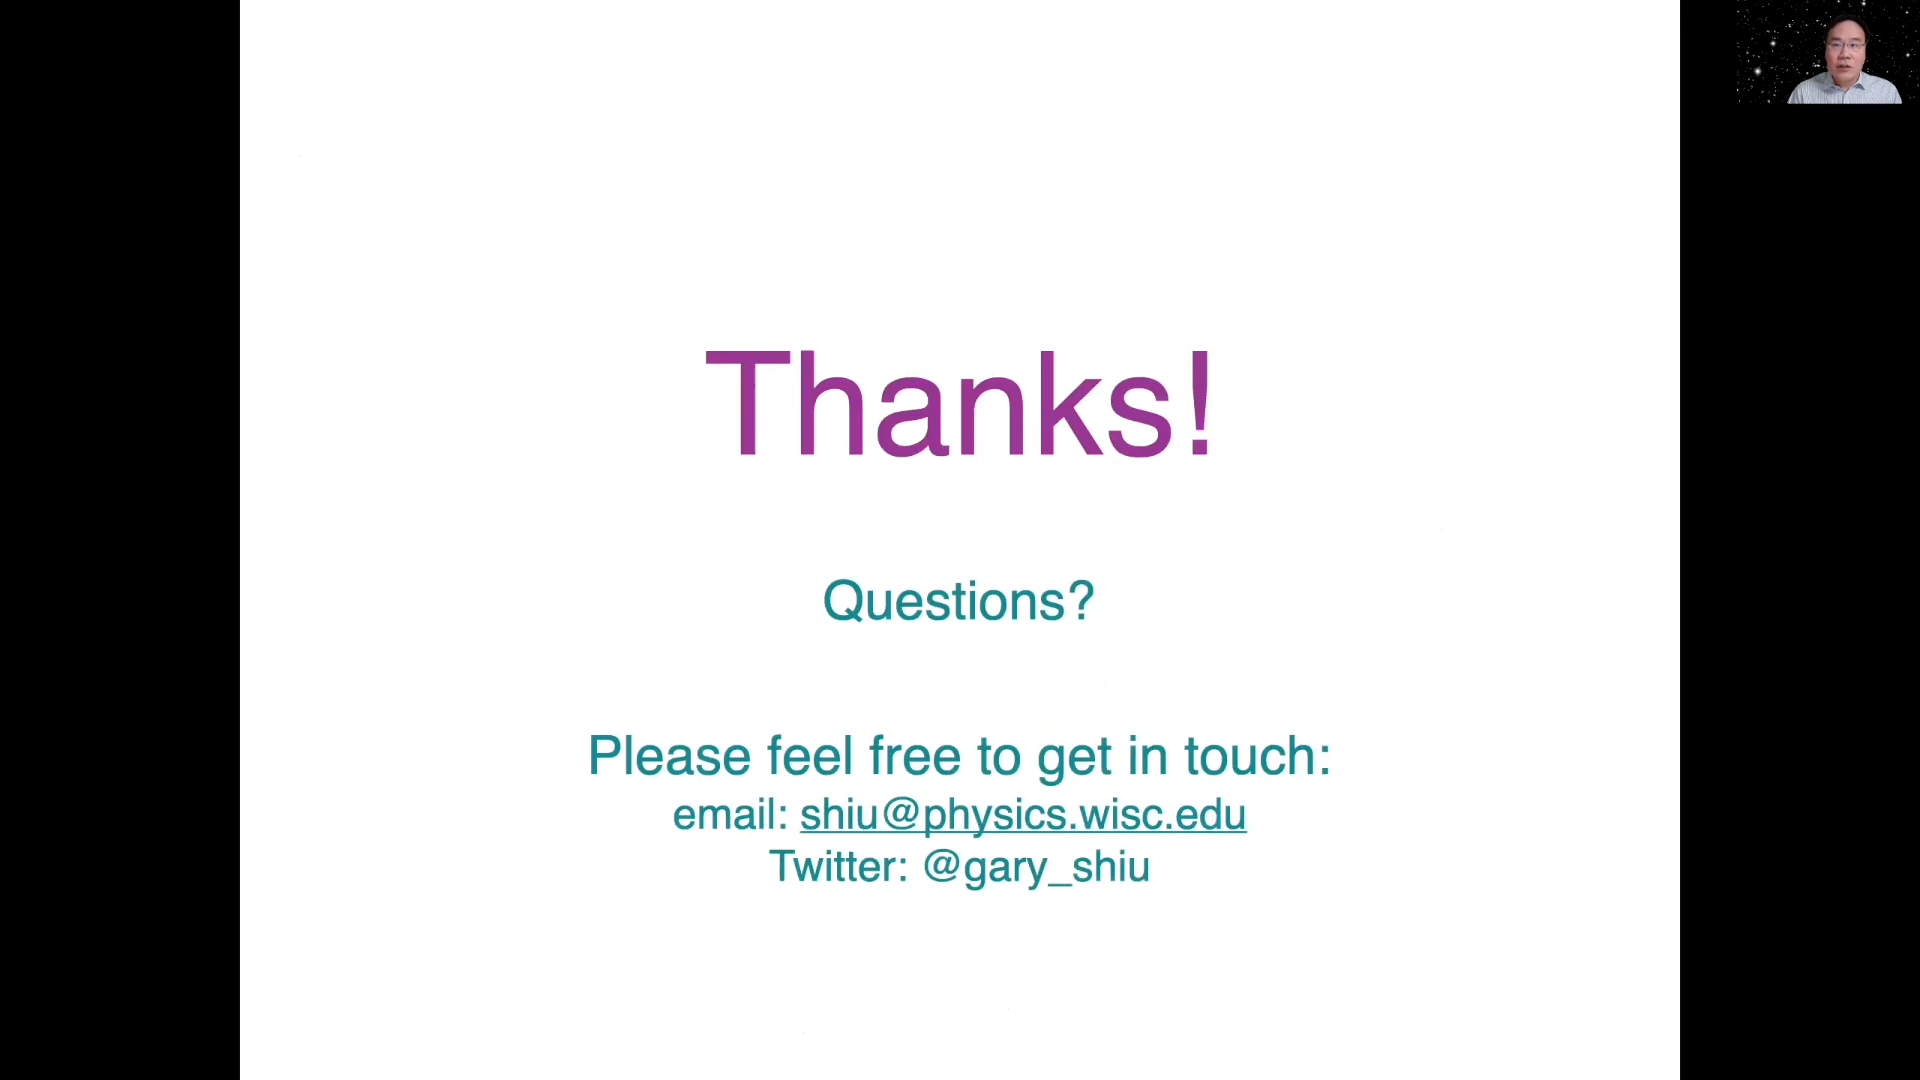 Thanks!
Questions?
Please feel free to get in touch:
email: shiu@physics.wisc.edu
Twitter: @gary_shiu